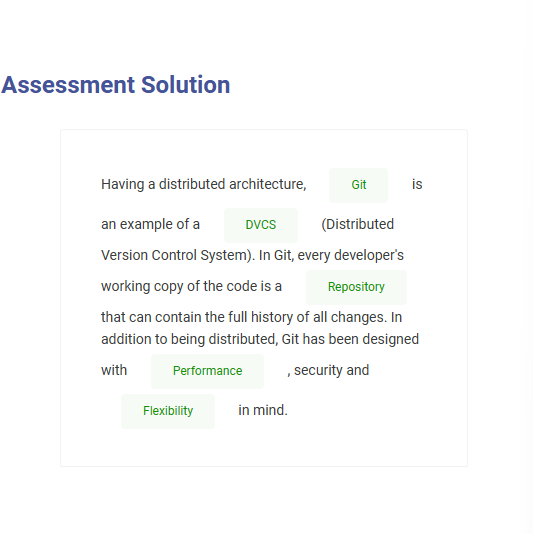 Assessment Solution
Having a distributed architecture, Git is
an example of a DVCS (Distributed
Version Control System). In Git, every developer's
working copy of the code is a Repository
that can contain the full history of all changes. In
addition to being distributed, Git has been designed
with Performance , security and
Flexibility in mind.